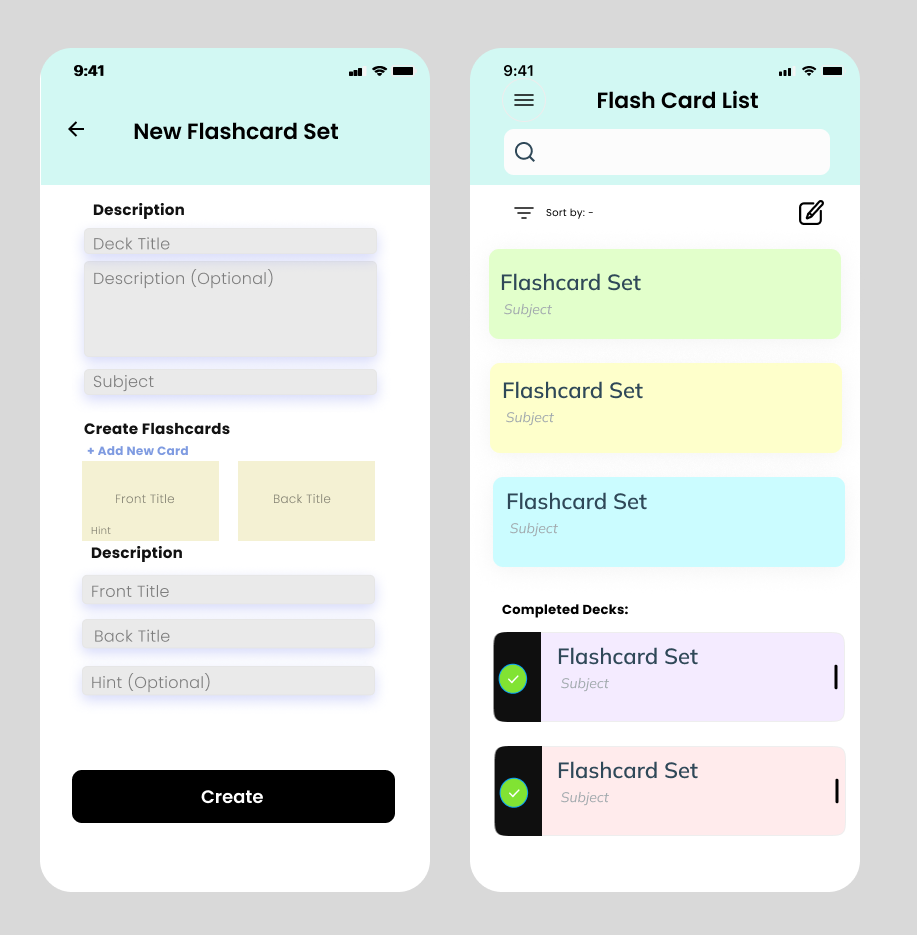 9:41
New Flashcard Set
Description
Deck Title
Description (Optional)
Subject
Create Flashcards
+ Add New Card
Front Title
Back Title
Hint
Description
Front Title
Back Title
Hint (Optional)
Create
9:41
Flash Card List
Sort by: -
Flashcard Set
Subject
Flashcard Set
Subject
Flashcard Set
Subject
Completed Decks:
Flashcard Set
Subject
Flashcard Set
Subject